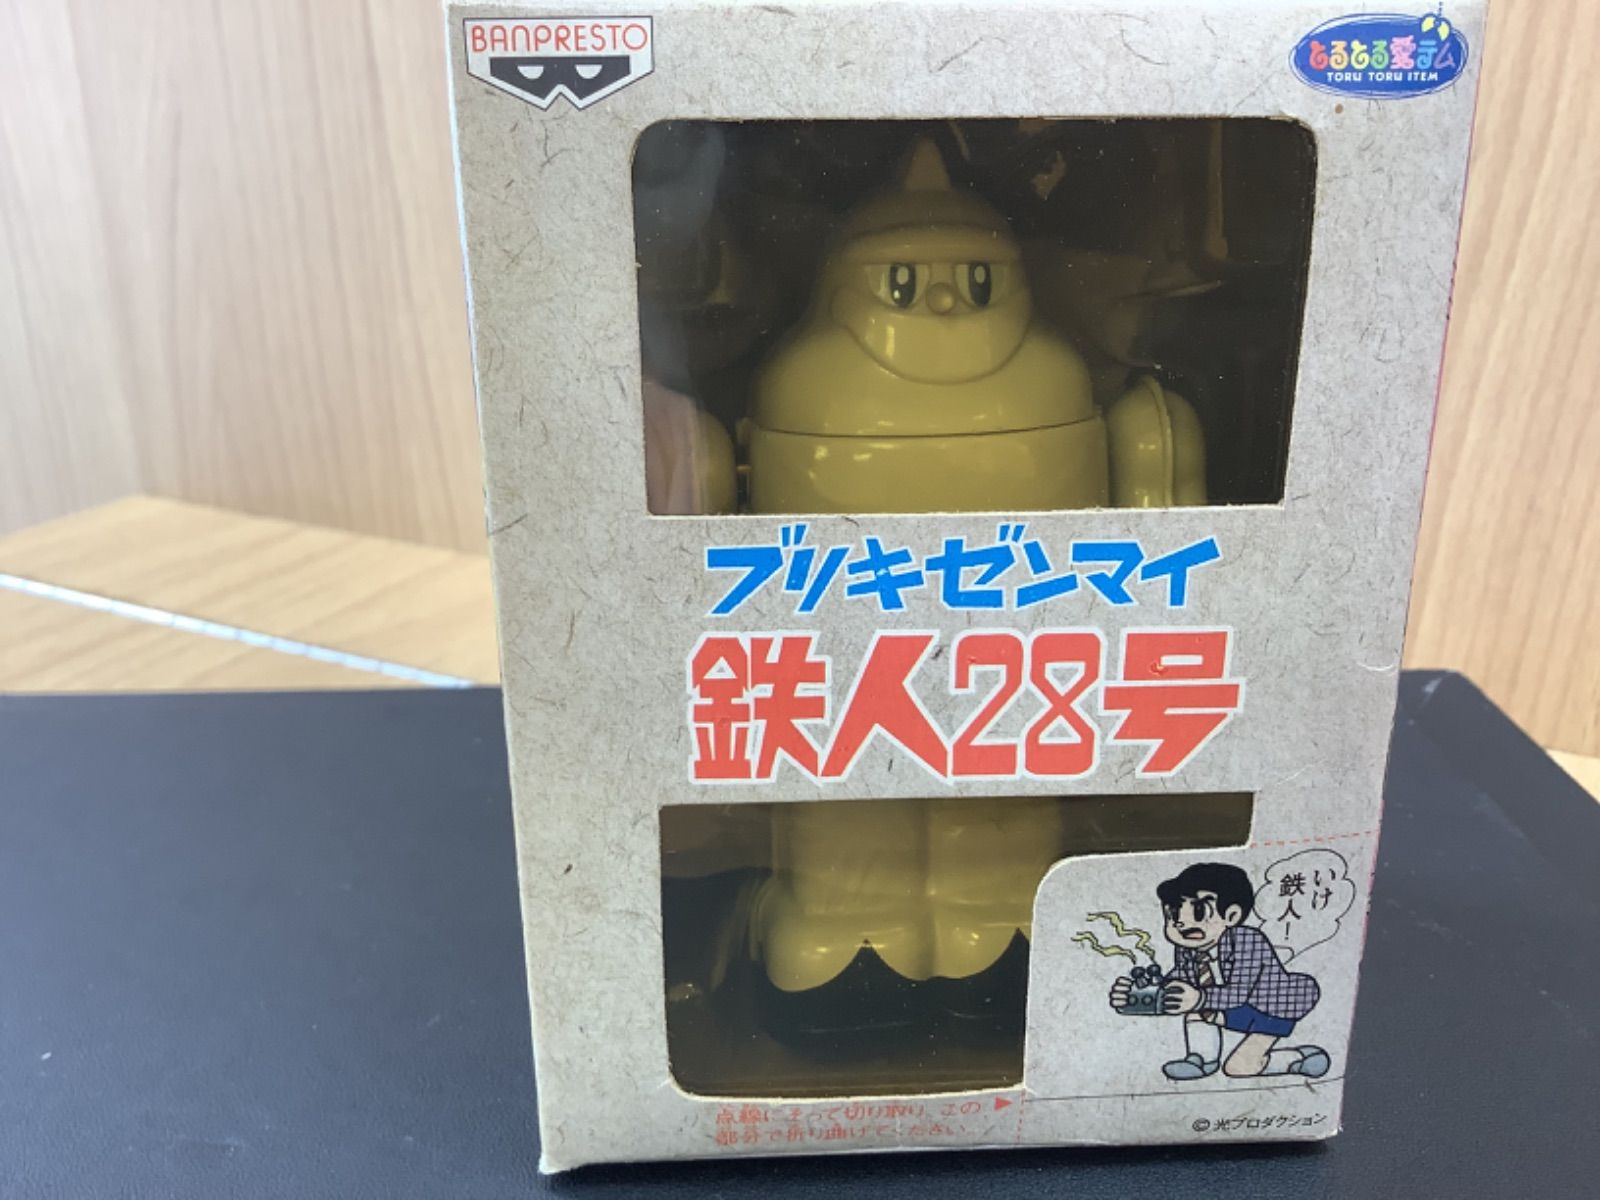 BANPRESTO
とるとる愛テム
TORU TORU ITEM
ブリキゼンマイ
鉄人28号
いけ
鉄人!
点線にそって切り取り、この
部分で折り曲げてください。
©光プロダクション